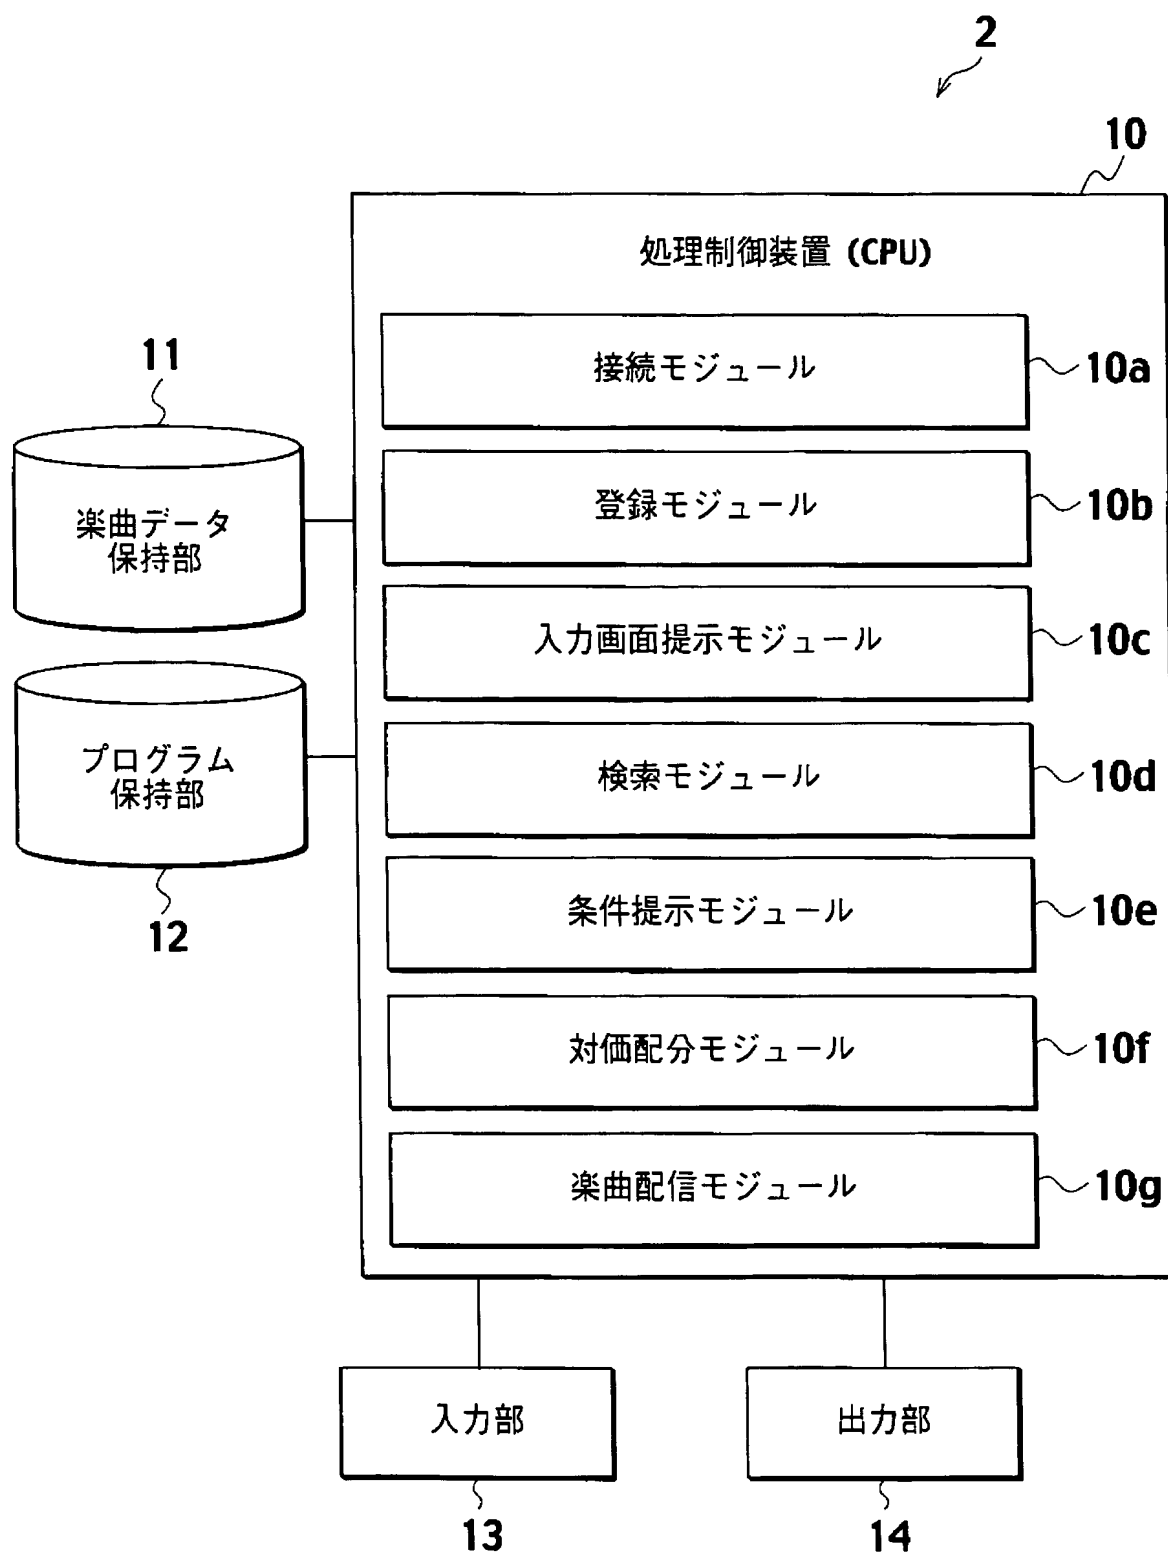 2
10
処理制御装置 (CPU)
接続モジュール
10a
11
登録モジュール
10b
楽曲データ
保持部
入力画面提示モジュール
10c
プログラム
保持部
検索モジュール
10d
12
条件提示モジュール
10e
対価配分モジュール
10f
楽曲配信モジュール
10g
入力部
出力部
13
14